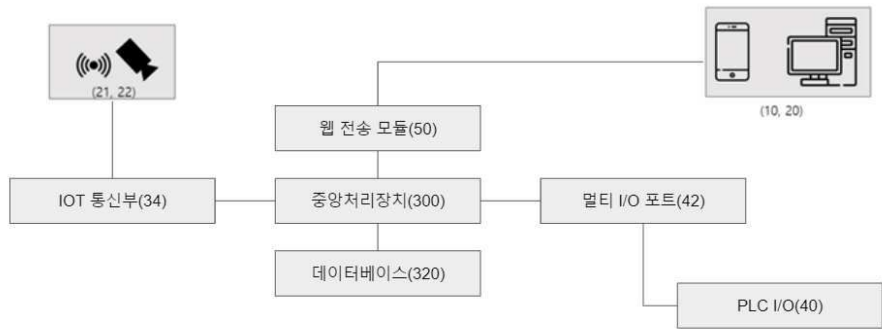 (21, 22)
(10, 20)
웹 전송 모듈(50)
IOT 통신부(34)
중앙처리장치(300)
멀티 I/O 포트(42)
데이터베이스(320)
PLC I/O(40)